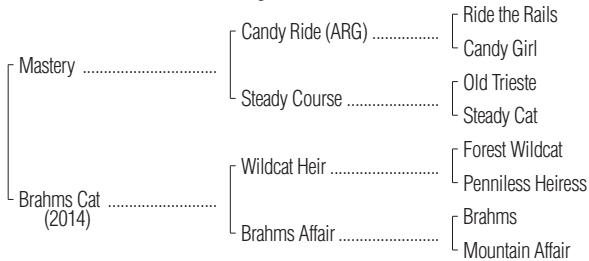 Ride the Rails
Candy Ride (ARG) ..................
Candy Girl
Mastery ..............................
Old Trieste
Steady Course .........................
Steady Cat
Forest Wildcat
Wildcat Heir .............................
Penniless Heiress
Brahms Cat ..........................
(2014)
Brahms
Brahms Affair ...........................
Mountain Affair